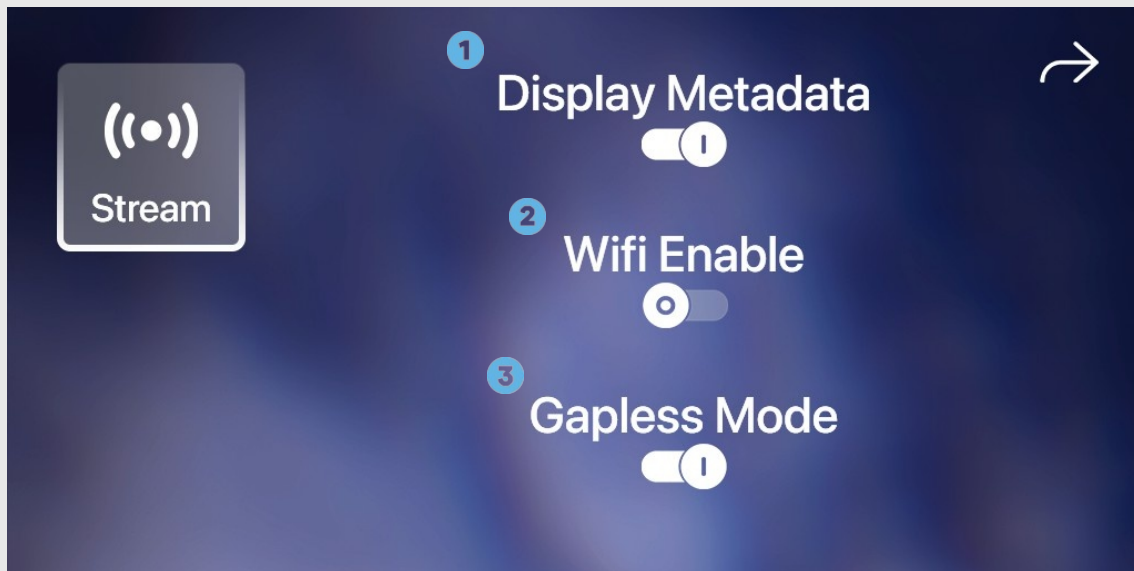 1
Display Metadata
Stream
2
Wifi Enable
3
Gapless Mode